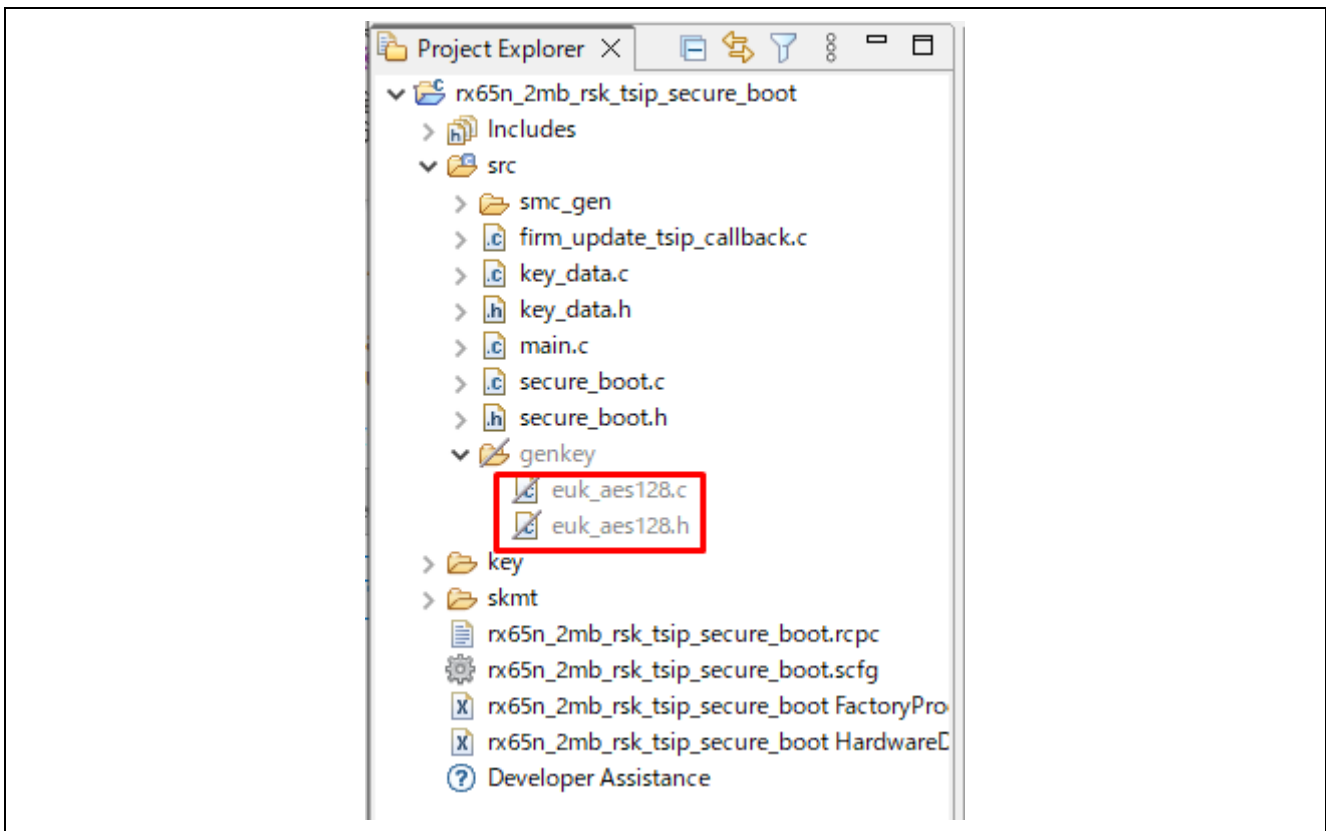 Project Explorer
rx65n_2mb_rsk_tsip_secure_boot
Includes
src
smc_gen
firm_update_tsip_callback.c
key_data.c
key_data.h
main.c
secure_boot.c
secure_boot.h
genkey
euk_aes128.c
euk_aes128.h
key
skmt
rx65n_2mb_rsk_tsip_secure_boot.rcpc
rx65n_2mb_rsk_tsip_secure_boot.scfg
rx65n_2mb_rsk_tsip_secure_boot FactoryPro
rx65n_2mb_rsk_tsip_secure_boot Hardware
Developer Assistance